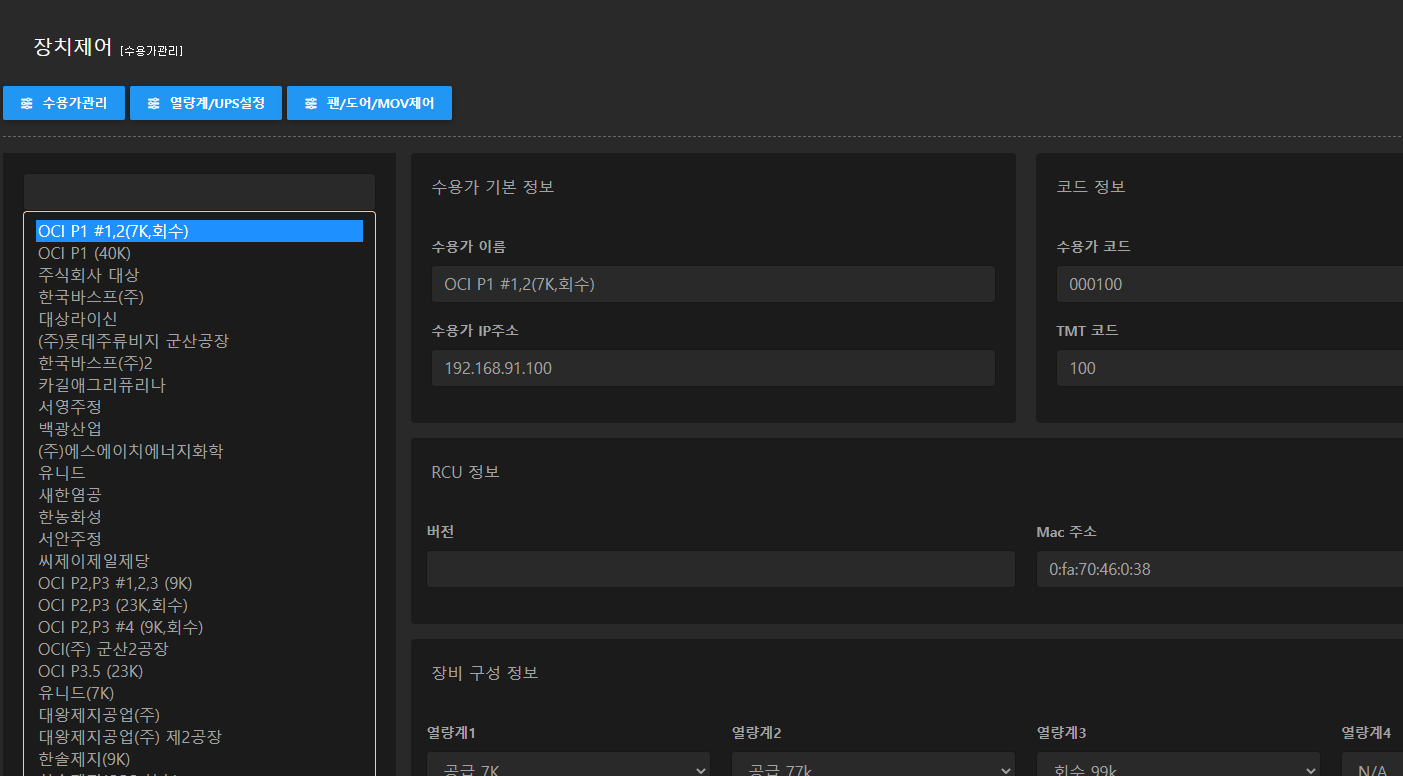 장치제어 [수용가관리]
수용가관리 열량계/UPS설정 팬/도어/MOV제어
OCI P1 #1,2(7K,회수)
OCI P1 (40K)
주식회사 대상
한국바스프(주)
대상라이신
(주)롯데주류비지 군산공장
한국바스프(주)2
카길애그리퓨리나
서영주정
백광산업
(주)에스에이치에너지화학
유니드
새한염공
한농화성
서안주정
씨제이제일제당
OCI P2,P3 #1,2,3 (9K)
OCI P2,P3 (23K,회수)
OCI P2,P3 #4 (9K,회수)
OCI(주) 군산2공장
OCI P3.5 (23K)
유니드(7K)
대왕제지공업(주)
대왕제지공업(주) 제2공장
한솔제지(9K)
수용가 기본 정보
수용가 이름
OCI P1 #1,2(7K,회수)
수용가 IP주소
192.168.91.100
코드 정보
수용가 코드
000100
TMT 코드
100
RCU 정보
버전
Mac 주소
0:fa:70:46:0:38
장비 구성 정보
열량계1 열량계2 열량계3 열량계4
공급 7K 공급 77k 회수 99k N/A